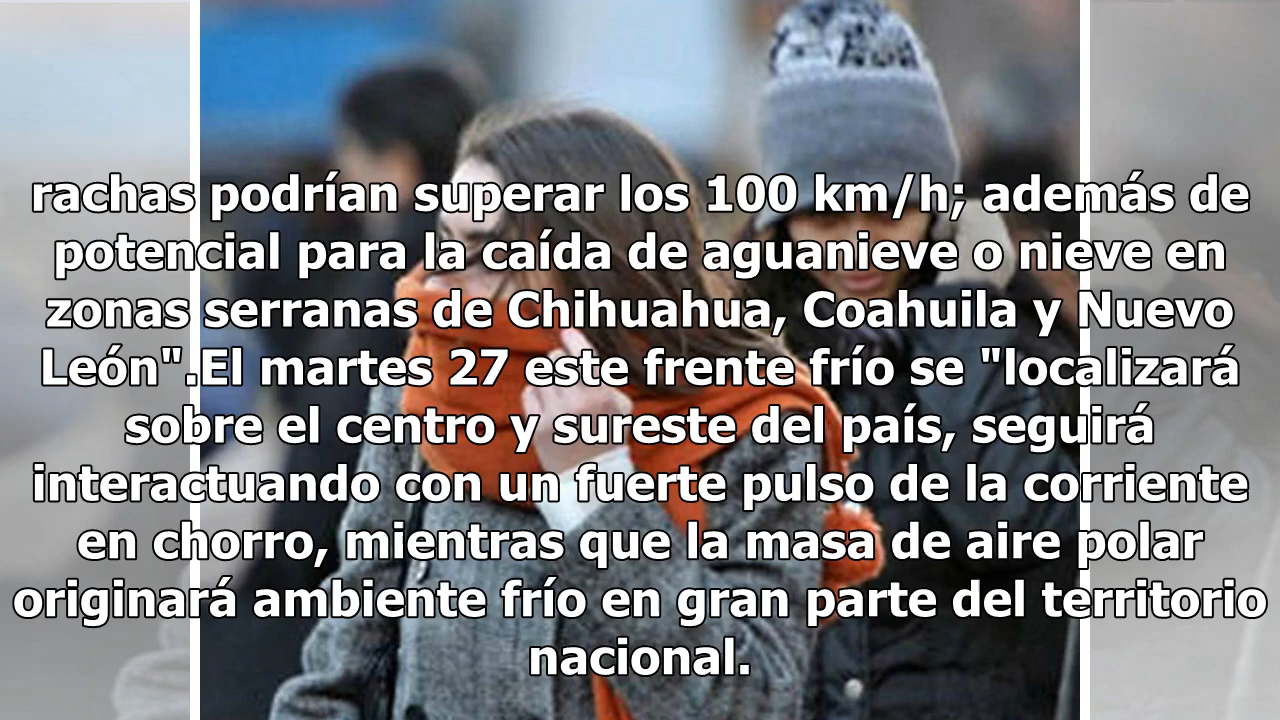 rachas podrían superar los 100 km/h; además de
potencial para la caída de aguanieve o nieve en
zonas serranas de Chihuahua, Coahuila y Nuevo
León".El martes 27 este frente frío se "localizará
sobre el centro y sureste del país, seguirá
interactuando con un fuerte pulso de la corriente
en chorro, mientras que la masa de aire polar
originará ambiente frío en gran parte del territorio
nacional.